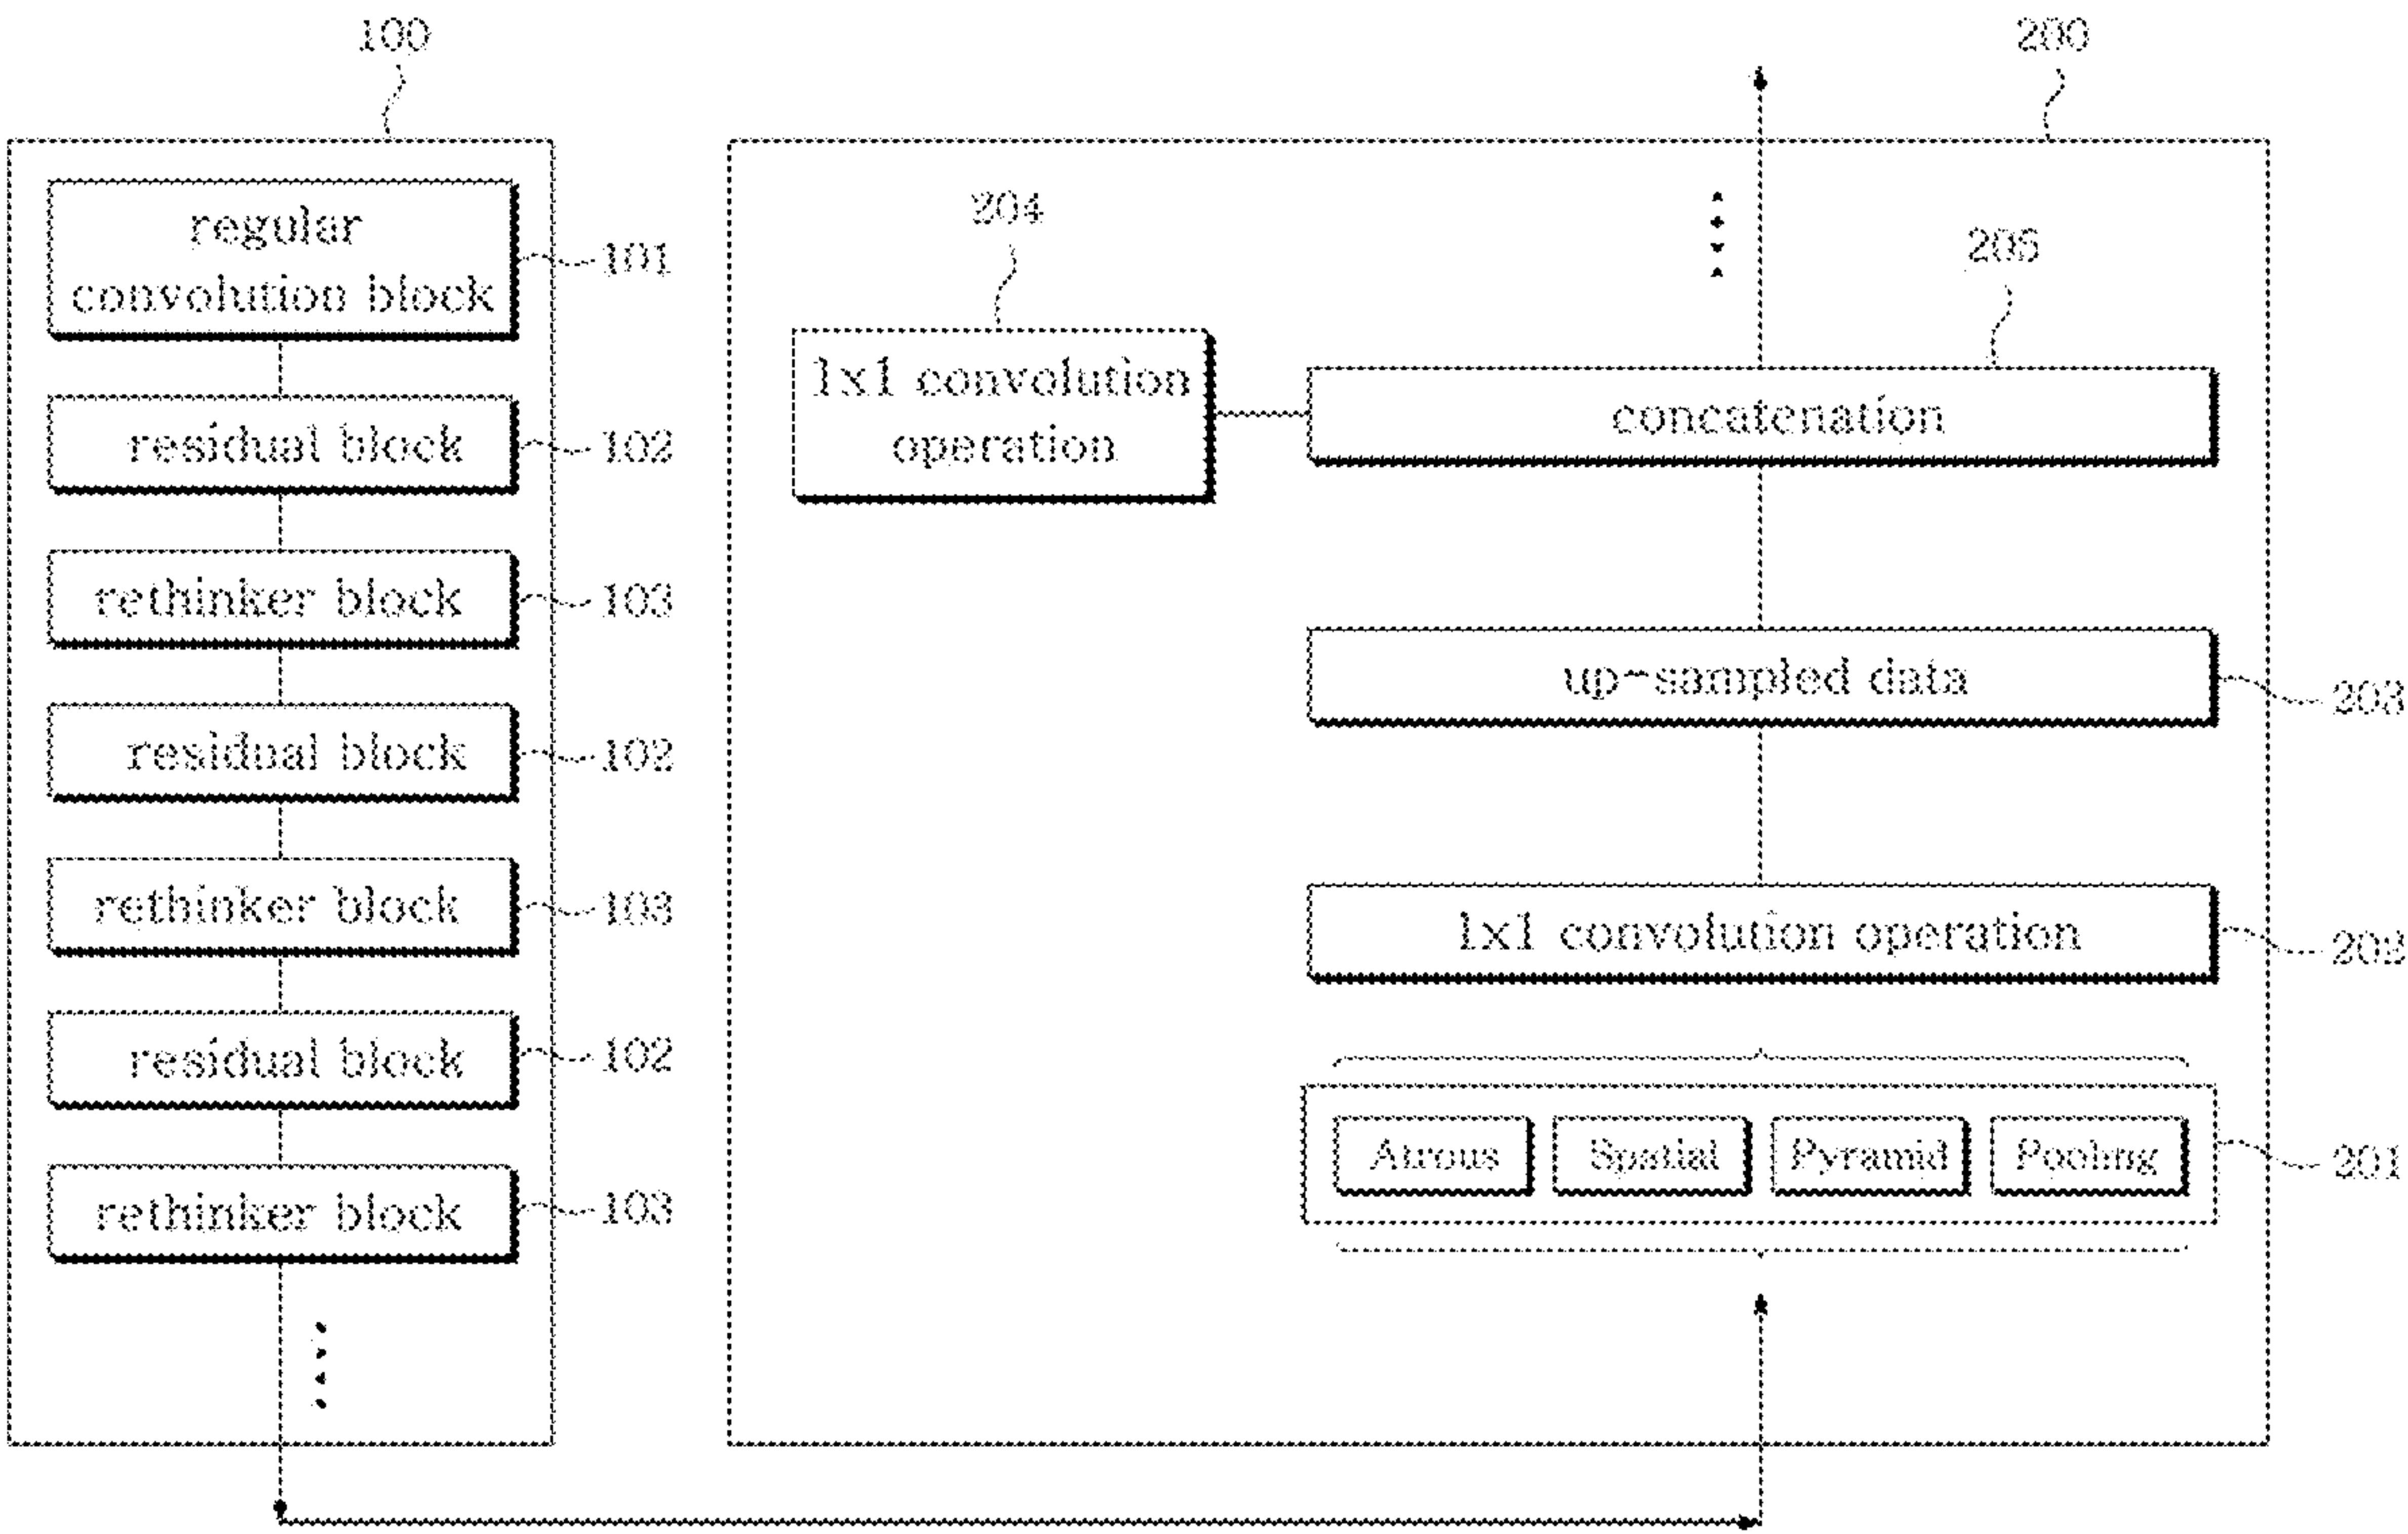 100
200
regular
convolution block
101
residual block
102
rethinker block
103
residual block
102
rethinker block
103
residual block
102
rethinker block
103
204
205
1x1 convolution
operation
concatenation
up-sampled data
203
1x1 convolution operation
202
Atrous
Spatial
Pyramid
Pooling
201